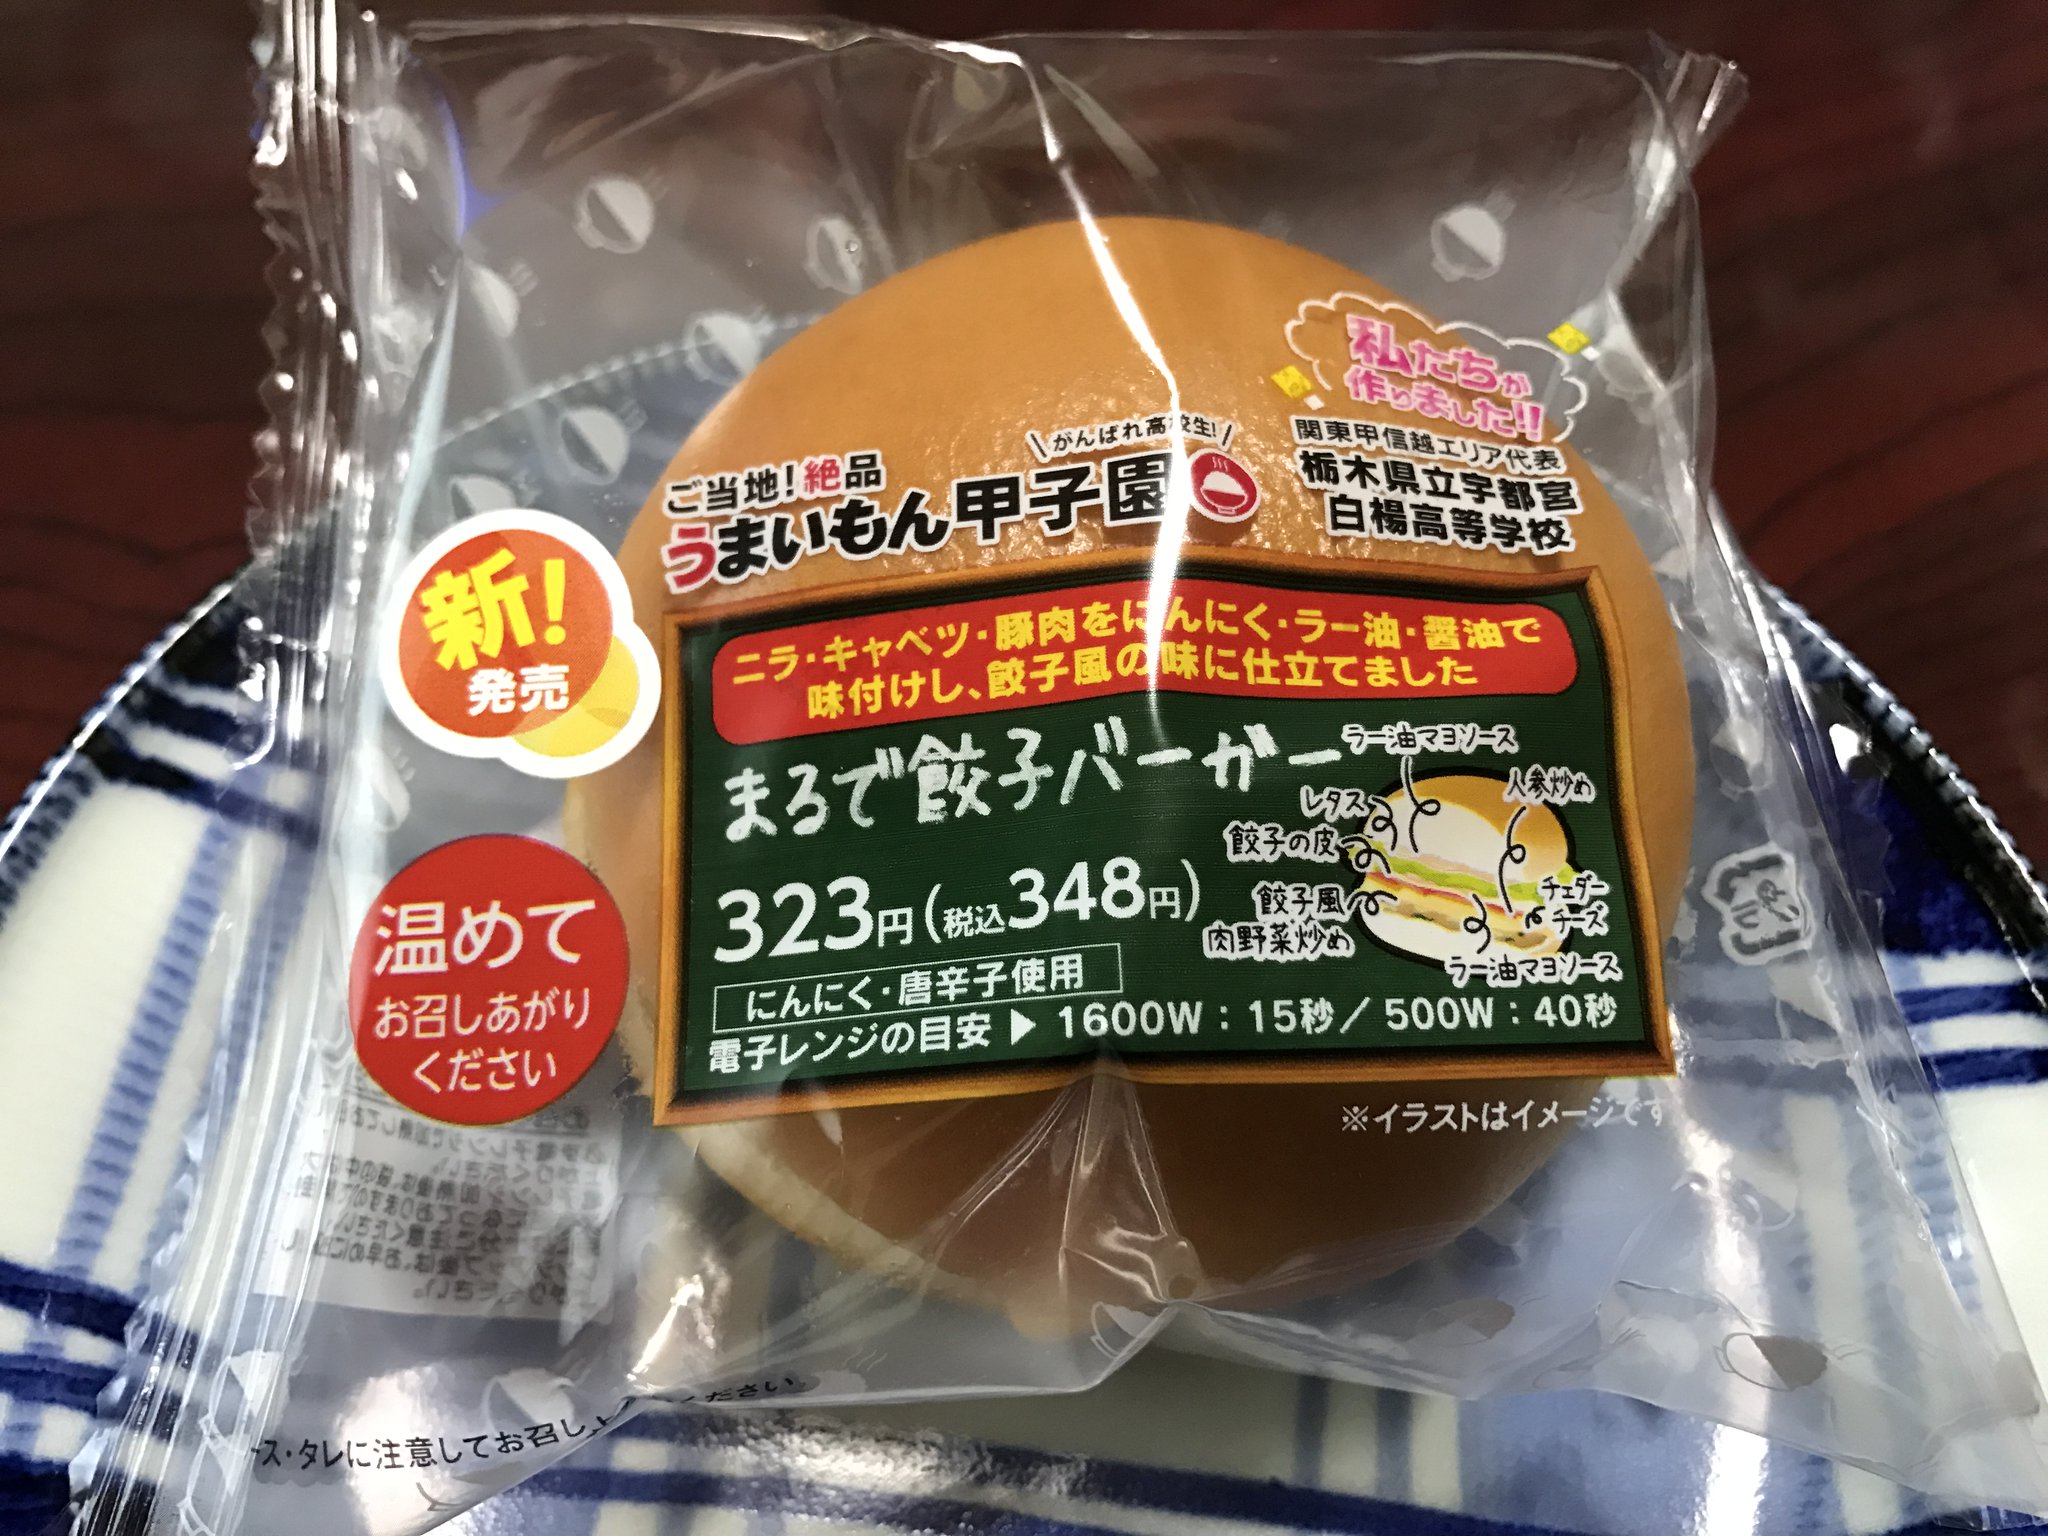 私たちが
作りました!!
関東甲信越エリア代表
栃木県立宇都宮
白楊高等学校
がんばれ高校生!
ご当地!絶品
うまいもん甲子園
新!
発売
ニラ・キャベツ・豚肉をにんにく・ラー油・醤油で
味付けし、餃子風の味に仕立てました
まるで餃子バーガー
ラー油マヨソース
人参炒め
レタス
餃子の皮
チェダー
チーズ
餃子風
肉野菜炒め
ラー油マヨソース
323円(税込348円)
にんにく・唐辛子使用
電子レンジの目安▶1600W:15秒/500W:40秒
温めて
お召しあがり
ください
※イラストはイメージです
ス・タレに注意してお召し
ください。